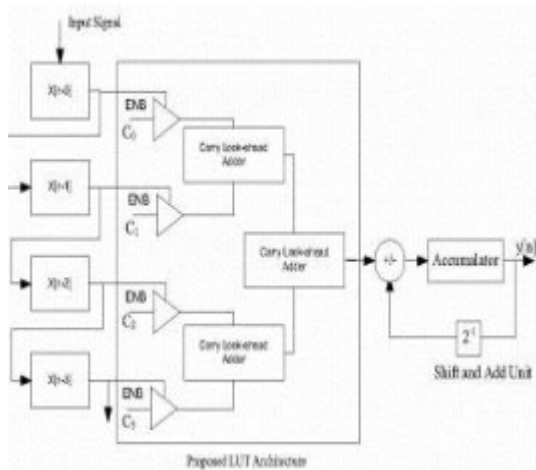 Input Signal
X[n-0]
ENB
C0
Carry Look-ahead
Adder
X[n-1]
ENB
C1
Carry Look-ahead
Adder
+/-
Accumulator
y[n]
X[n-2]
ENB
C2
Carry Look-ahead
Adder
2^-1
Shift and Add Unit
X[n-3]
ENB
C3
Proposed LUT Architecture